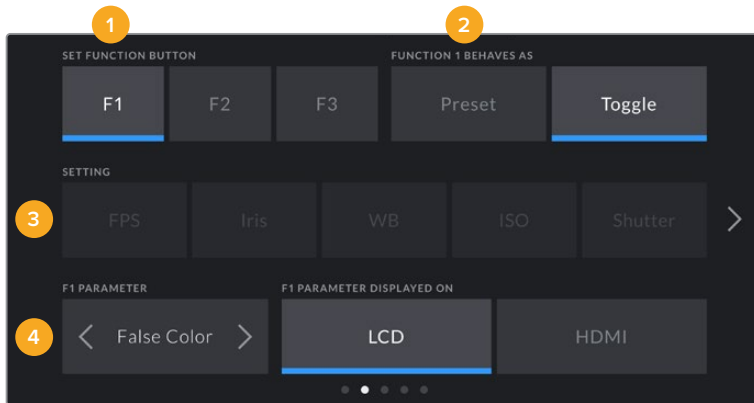 1 2
SET FUNCTION BUTTON FUNCTION 1 BEHAVES AS
F1 F2 F3 Preset Toggle
SETTING
3 FPS Iris WB ISO Shutter
F1 PARAMETER F1 PARAMETER DISPLAYED ON
4 False Color LCD HDMI